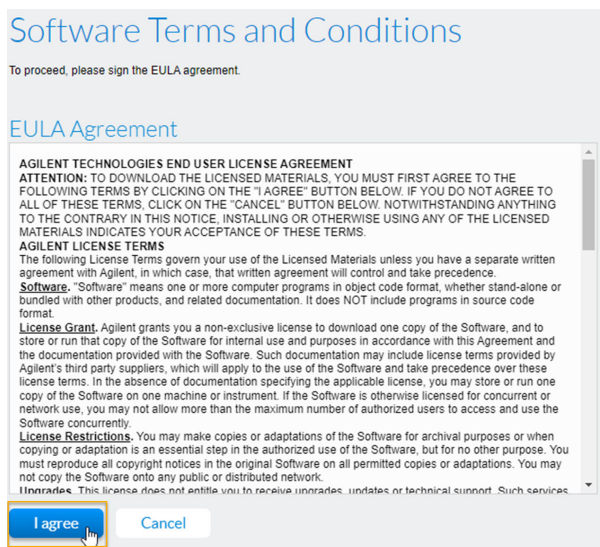 Software Terms and Conditions
To proceed, please sign the EULA agreement.
EULA Agreement
AGILENT TECHNOLOGIES END USER LICENSE AGREEMENT
ATTENTION: TO DOWNLOAD THE LICENSED MATERIALS, YOU MUST FIRST AGREE TO THE
FOLLOWING TERMS BY CLICKING ON THE "I AGREE" BUTTON BELOW. IF YOU DO NOT AGREE TO
ALL OF THESE TERMS, CLICK ON THE "CANCEL" BUTTON BELOW. NOTWITHSTANDING ANYTHING
TO THE CONTRARY IN THIS NOTICE, INSTALLING OR OTHERWISE USING ANY OF THE LICENSED
MATERIALS INDICATES YOUR ACCEPTANCE OF THESE TERMS.
AGILENT LICENSE TERMS
The following License Terms govern your use of the Licensed Materials unless you have a separate written
agreement with Agilent, in which case, that written agreement will control and take precedence.
Software. "Software" means one or more computer programs in object code format, whether stand-alone or
bundled with other products, and related documentation. It does NOT include programs in source code
format.
License Grant. Agilent grants you a non-exclusive license to download one copy of the Software, and to
store or run that copy of the Software for internal use and purposes in accordance with this Agreement and
the documentation provided with the Software. Such documentation may include license terms provided by
Agilent's third party suppliers, which will apply to the use of the Software and take precedence over these
license terms. In the absence of documentation specifying the applicable license, you may store or run one
copy of the Software on one machine or instrument. If the Software is otherwise licensed for concurrent or
network use, you may not allow more than the maximum number of authorized users to access and use the
Software concurrently.
License Restrictions. You may make copies or adaptations of the Software for archival purposes or when
copying or adaptation is an essential step in the authorized use of the Software, but for no other purpose. You
must reproduce all copyright notices in the original Software on all permitted copies or adaptations. You may
not copy the Software onto any public or distributed network.
Upgrades. This license does not entitle you to receive upgrades, updates or technical support. Such services
I agree
Cancel